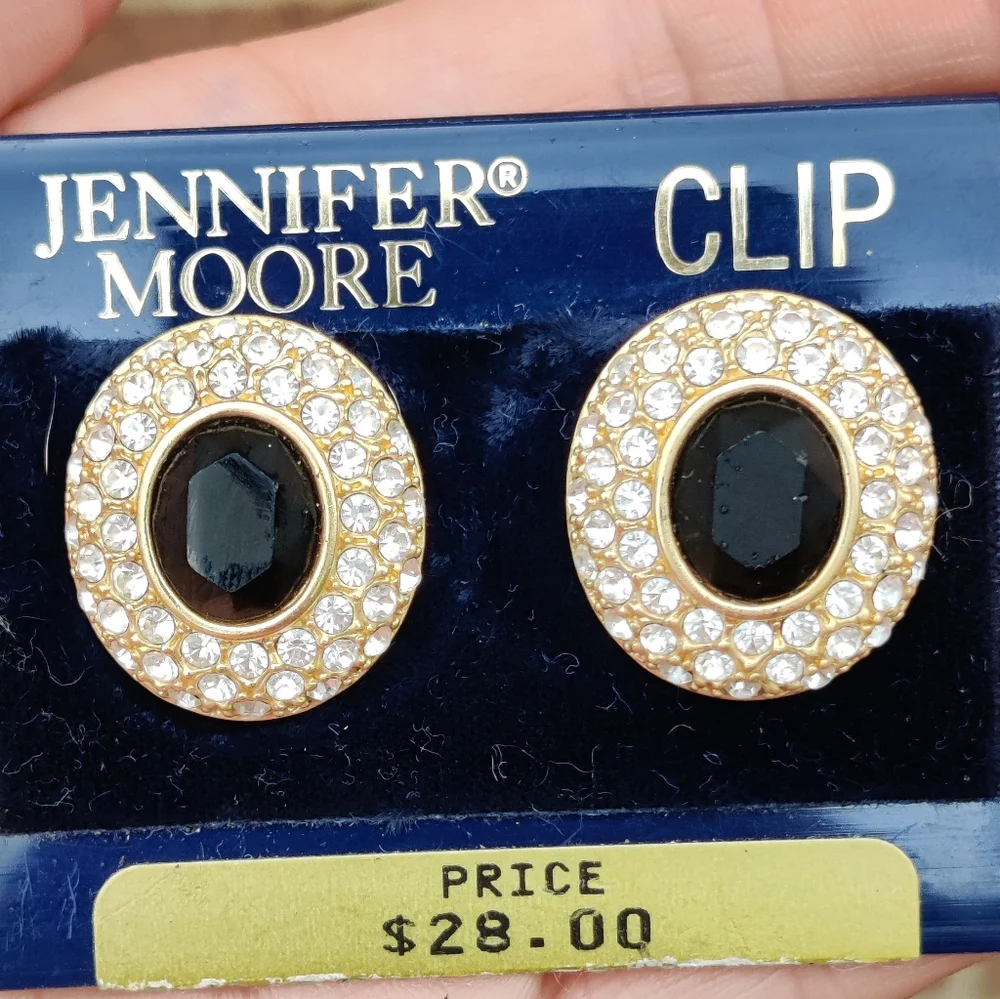 JENNIFER®
MOORE
CLIP
PRICE
$28.00